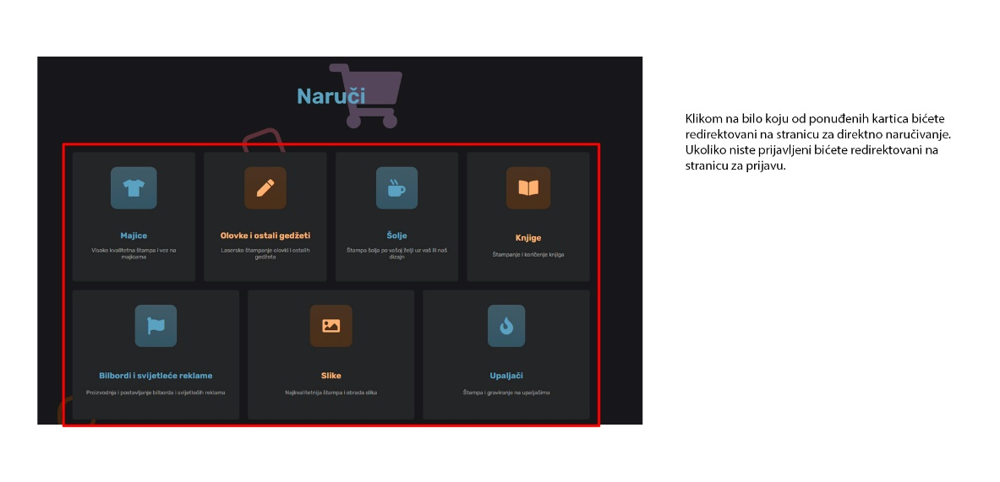 Naruči
Klikom na bilo koju od ponuđenih kartica bićete
redirektovani na stranicu za direktno naručivanje.
Ukoliko niste prijavljeni bićete redirektovani na
stranicu za prijavu.
Majice
Visoko kvalitetna štampa i vez na
majicama
Olovke i ostali gedžeti
Lasersko štampanje olovki i ostalih
gedžeta
Šolje
Štampa šolja po vašoj želji uz vaš ili naš
dizajn
Knjige
Štampanje i koričenje knjiga
Bilbordi i svijetleće reklame
Proizvodnja i postavljanje bilborda i svijetlećih reklama
Slike
Najkvalitetnija štampa i obrada slika
Upaljači
Štampa i graviranje na upaljačima